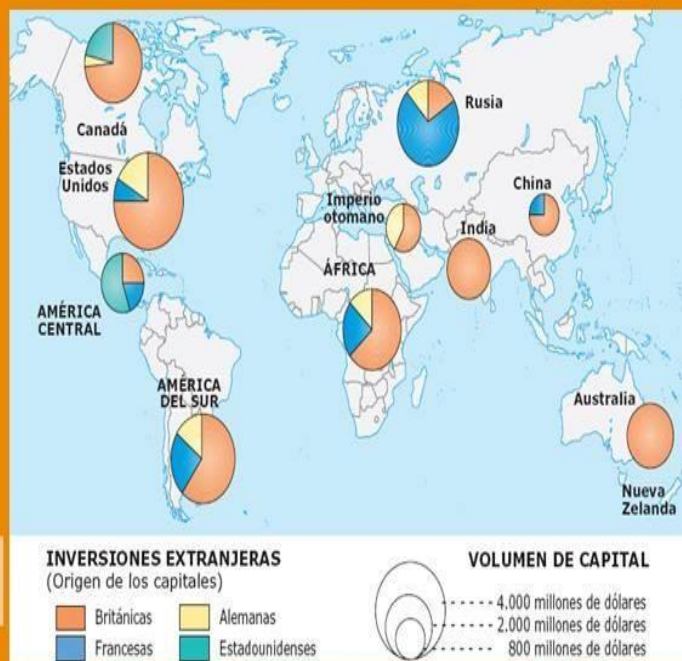 Canadá
Estados
Unidos
AMÉRICA
CENTRAL
AMÉRICA
DEL SUR
Rusia
Imperio
otomano
China
India
ÁFRICA
Australia
Nueva
Zelanda
INVERSIONES EXTRANJERAS
(Origen de los capitales)
Británicas
Alemanas
Francesas
Estadounidenses
VOLUMEN DE CAPITAL
4.000 millones de dólares
2.000 millones de dólares
800 millones de dólares